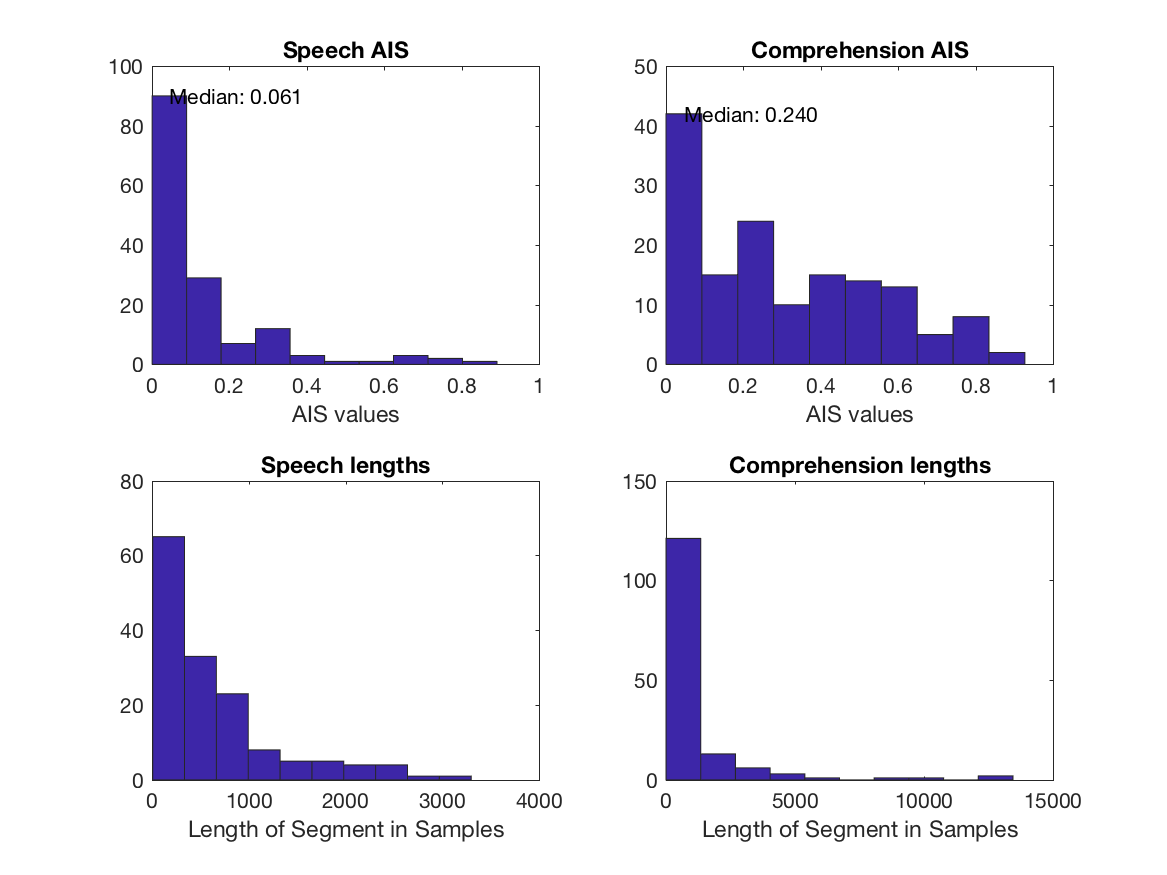 Speech AIS
100
80
60
40
20
0
Median: 0.061
0 0.2 0.4 0.6 0.8 1
AIS values
Comprehension AIS
50
40
30
20
10
0
Median: 0.240
0 0.2 0.4 0.6 0.8 1
AIS values
Speech lengths
80
60
40
20
0
0 1000 2000 3000 4000
Length of Segment in Samples
Comprehension lengths
150
100
50
0
0 5000 10000 15000
Length of Segment in Samples